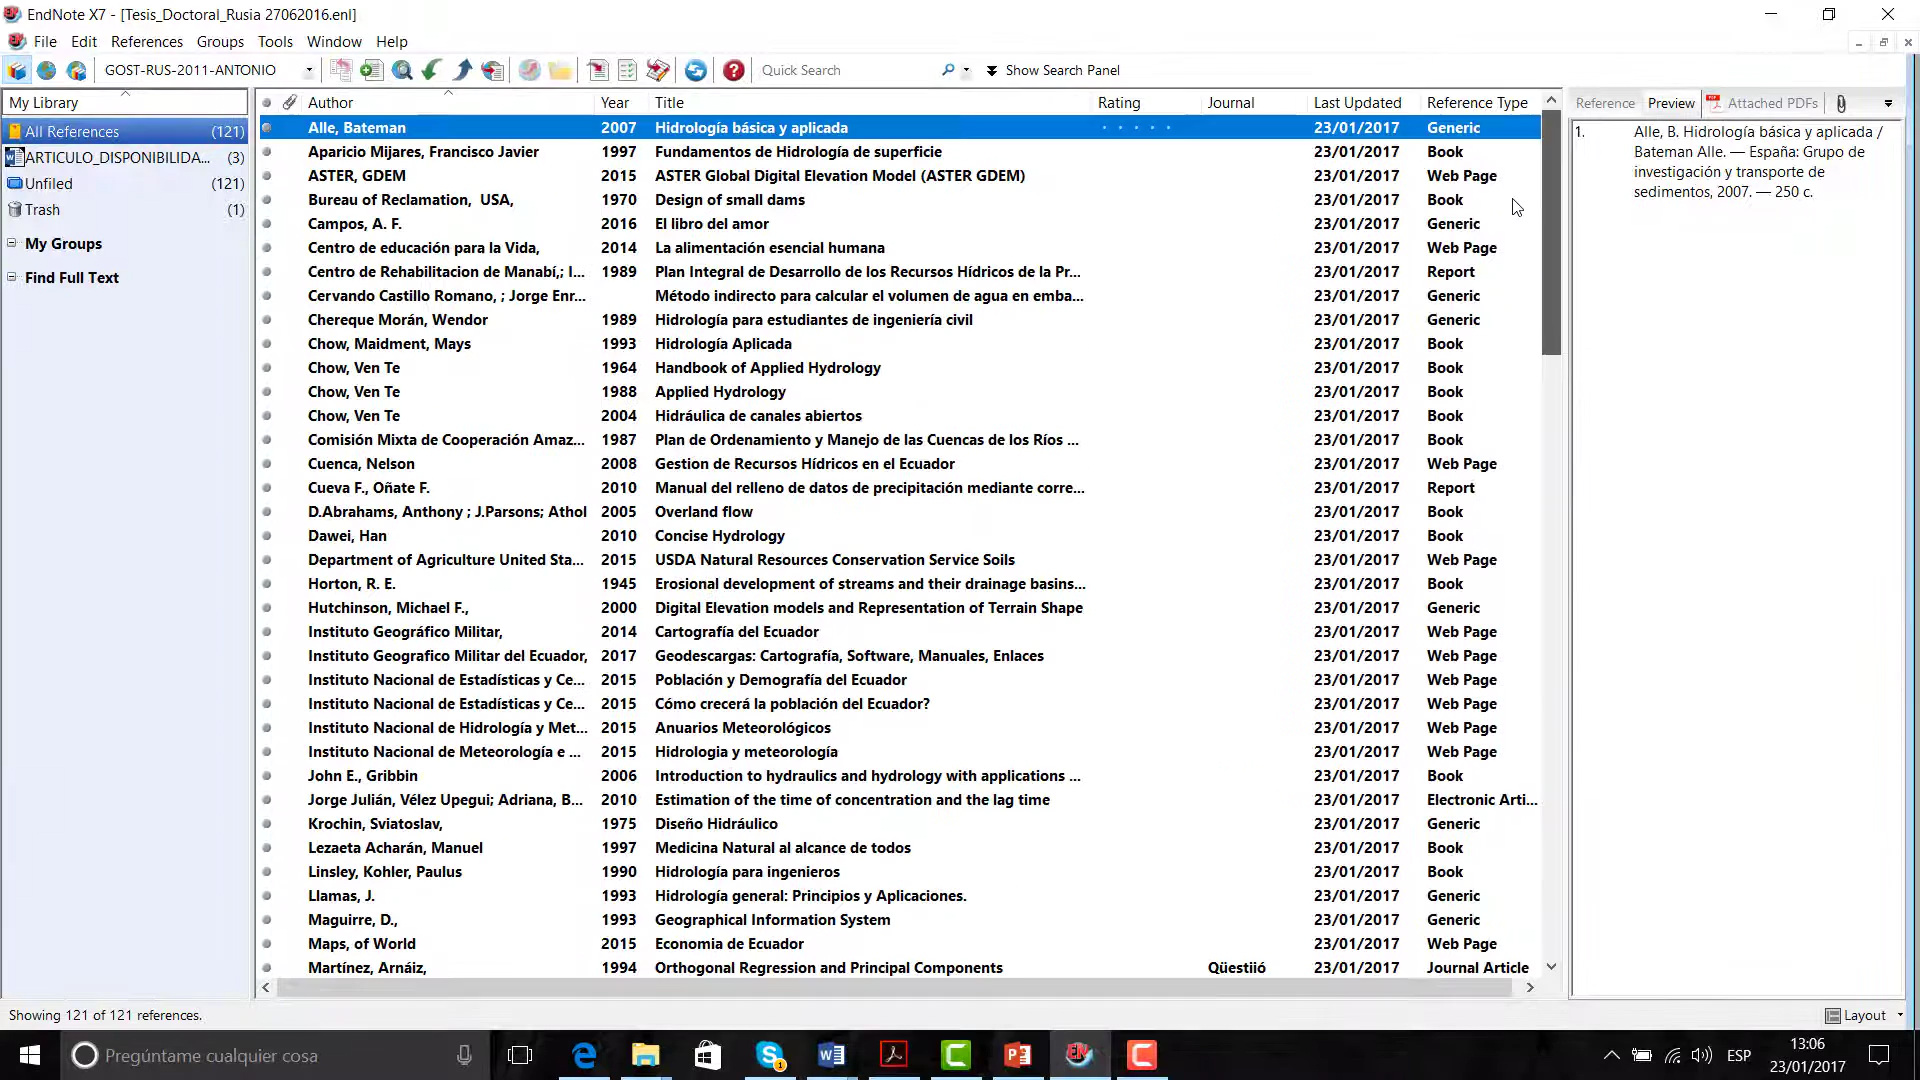 EndNote X7 - [Tesis_Doctoral_Rusia 27062016.enl]
File Edit References Groups Tools Window Help
GOST-RUS-2011-ANTONIO Quick Search Show Search Panel
My Library
All References (121)
ARTICULO_DISPONIBILIDA... (3)
Unfiled (121)
Trash (1)
My Groups
Find Full Text
Author Year Title Rating Journal Last Updated Reference Type
Alle, Bateman 2007 Hidrología básica y aplicada 23/01/2017 Generic
Aparicio Mijares, Francisco Javier 1997 Fundamentos de Hidrología de superficie 23/01/2017 Book
ASTER, GDEM 2015 ASTER Global Digital Elevation Model (ASTER GDEM) 23/01/2017 Web Page
Bureau of Reclamation, USA, 1970 Design of small dams 23/01/2017 Book
Campos, A. F. 2016 El libro del amor 23/01/2017 Generic
Centro de educación para la Vida, 2014 La alimentación esencial humana 23/01/2017 Web Page
Centro de Rehabilitacion de Manabí,; I... 1989 Plan Integral de Desarrollo de los Recursos Hídricos de la Pr... 23/01/2017 Report
Cervando Castillo Romano, ; Jorge Enr... Método indirecto para calcular el volumen de agua en emba... 23/01/2017 Generic
Chereque Morán, Wendor 1989 Hidrología para estudiantes de ingeniería civil 23/01/2017 Generic
Chow, Maidment, Mays 1993 Hidrología Aplicada 23/01/2017 Book
Chow, Ven Te 1964 Handbook of Applied Hydrology 23/01/2017 Book
Chow, Ven Te 1988 Applied Hydrology 23/01/2017 Book
Chow, Ven Te 2004 Hidráulica de canales abiertos 23/01/2017 Book
Comisión Mixta de Cooperación Amaz... 1987 Plan de Ordenamiento y Manejo de las Cuencas de los Ríos ... 23/01/2017 Book
Cuenca, Nelson 2008 Gestion de Recursos Hídricos en el Ecuador 23/01/2017 Web Page
Cueva F., Oñate F. 2010 Manual del relleno de datos de precipitación mediante corre... 23/01/2017 Report
D.Abrahams, Anthony ; J.Parsons; Athol 2005 Overland flow 23/01/2017 Book
Dawei, Han 2010 Concise Hydrology 23/01/2017 Book
Department of Agriculture United Sta... 2015 USDA Natural Resources Conservation Service Soils 23/01/2017 Web Page
Horton, R. E. 1945 Erosional development of streams and their drainage basins... 23/01/2017 Book
Hutchinson, Michael F., 2000 Digital Elevation models and Representation of Terrain Shape 23/01/2017 Generic
Instituto Geográfico Militar, 2014 Cartografía del Ecuador 23/01/2017 Web Page
Instituto Geografico Militar del Ecuador, 2017 Geodescargas: Cartografía, Software, Manuales, Enlaces 23/01/2017 Web Page
Instituto Nacional de Estadísticas y Ce... 2015 Población y Demografía del Ecuador 23/01/2017 Web Page
Instituto Nacional de Estadísticas y Ce... 2015 Cómo crecerá la población del Ecuador? 23/01/2017 Web Page
Instituto Nacional de Hidrología y Met... 2015 Anuarios Meteorológicos 23/01/2017 Web Page
Instituto Nacional de Meteorología e ... 2015 Hidrologia y meteorología 23/01/2017 Web Page
John E., Gribbin 2006 Introduction to hydraulics and hydrology with applications ... 23/01/2017 Book
Jorge Julián, Vélez Upegui; Adriana, B... 2010 Estimation of the time of concentration and the lag time 23/01/2017 Electronic Arti...
Krochin, Sviatoslav, 1975 Diseño Hidráulico 23/01/2017 Generic
Lezaeta Acharán, Manuel 1997 Medicina Natural al alcance de todos 23/01/2017 Book
Linsley, Kohler, Paulus 1990 Hidrología para ingenieros 23/01/2017 Book
Llamas, J. 1993 Hidrología general: Principios y Aplicaciones. 23/01/2017 Generic
Maguirre, D., 1993 Geographical Information System 23/01/2017 Generic
Maps, of World 2015 Economia de Ecuador 23/01/2017 Web Page
Martínez, Arnáiz, 1994 Orthogonal Regression and Principal Components Qüestiió 23/01/2017 Journal Article
Reference Preview Attached PDFs
1. Alle, B. Hidrología básica y aplicada /
Bateman Alle. — España: Grupo de
investigación y transporte de
sedimentos, 2007. — 250 c.
Showing 121 of 121 references. Layout
Pregúntame cualquier cosa
ESP
13:06
23/01/2017